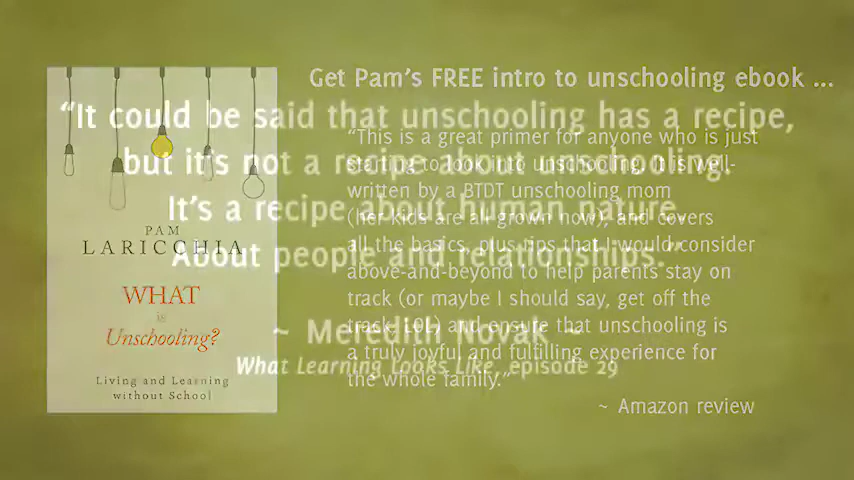 Get Pam's FREE intro to unschooling ebook ...
"It could be said that unschooling has a recipe,
but it's not a recipe about unschooling.
It's a recipe about human nature.
About people and relationships."
~ Meredith Novak ~
What Learning Looks Like, episode 29
PAM
LARICCHIA
WHAT
is
Unschooling?
Living and Learning
without School
"This is a great primer for anyone who is just
starting to look into unschooling. It is well-
written by a BTDT unschooling mom
(her kids are all grown now), and covers
all the basics, plus tips that I would consider
above-and-beyond to help parents stay on
track (or maybe I should say, get off the
track! LOL) and ensure that unschooling is
a truly joyful and fulfilling experience for
the whole family."
~ Amazon review